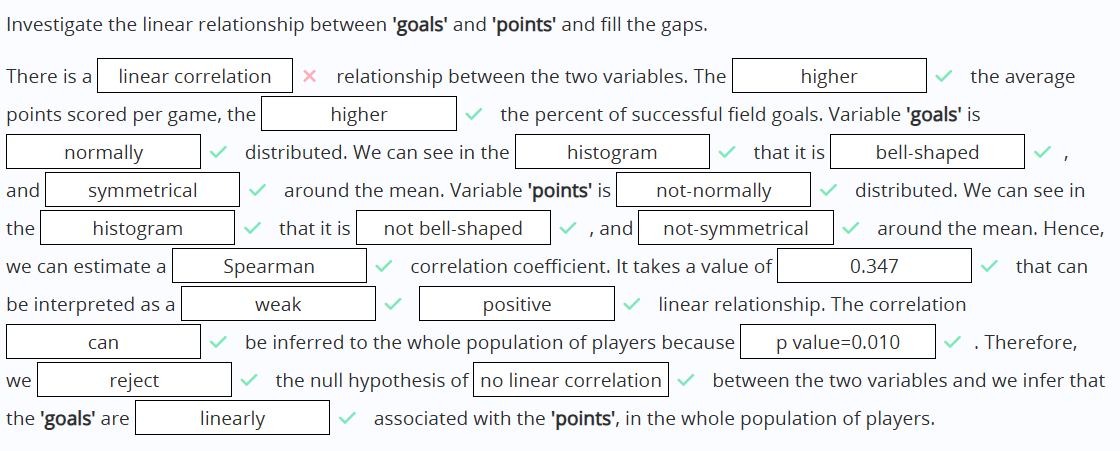 Investigate the linear relationship between 'goals' and 'points' and fill the gaps.
There is a linear correlation ✕ relationship between the two variables. The higher ✓ the average
points scored per game, the higher ✓ the percent of successful field goals. Variable 'goals' is
normally ✓ distributed. We can see in the histogram ✓ that it is bell-shaped ✓ ,
and symmetrical ✓ around the mean. Variable 'points' is not-normally ✓ distributed. We can see in
the histogram ✓ that it is not bell-shaped ✓ , and not-symmetrical ✓ around the mean. Hence,
we can estimate a Spearman ✓ correlation coefficient. It takes a value of 0.347 ✓ that can
be interpreted as a weak ✓ positive ✓ linear relationship. The correlation
can ✓ be inferred to the whole population of players because p value=0.010 ✓ . Therefore,
we reject ✓ the null hypothesis of no linear correlation ✓ between the two variables and we infer that
the 'goals' are linearly ✓ associated with the 'points', in the whole population of players.